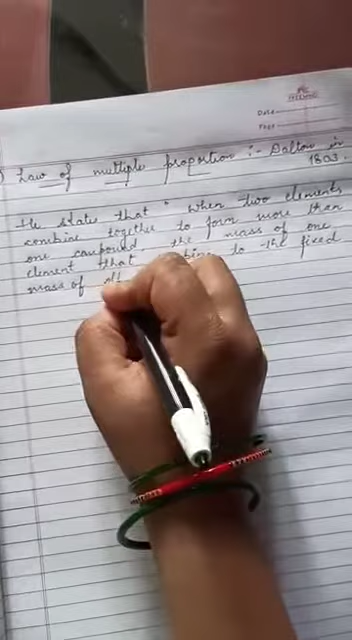 Date
Page
Law of multiple proportion :- Dalton in
1803.
He state that " when two elements
combine together to form more than
one compound the mass of one
element that to the fixed
mass of